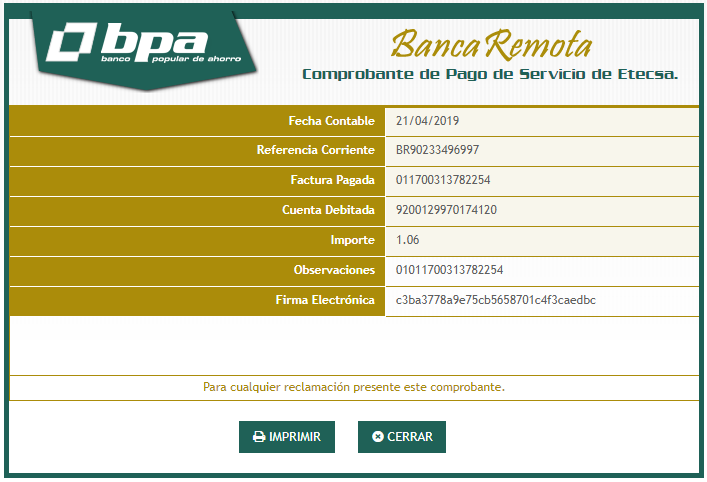 bpa
banco popular de ahorro
Banca Remota
Comprobante de Pago de Servicio de Etecsa.
Fecha Contable 21/04/2019
Referencia Corriente BR90233496997
Factura Pagada 011700313782254
Cuenta Debitada 9200129970174120
Importe 1.06
Observaciones 01011700313782254
Firma Electrónica c3ba3778a9e75cb5658701c4f3caedbc
Para cualquier reclamación presente este comprobante.
IMPRIMIR CERRAR